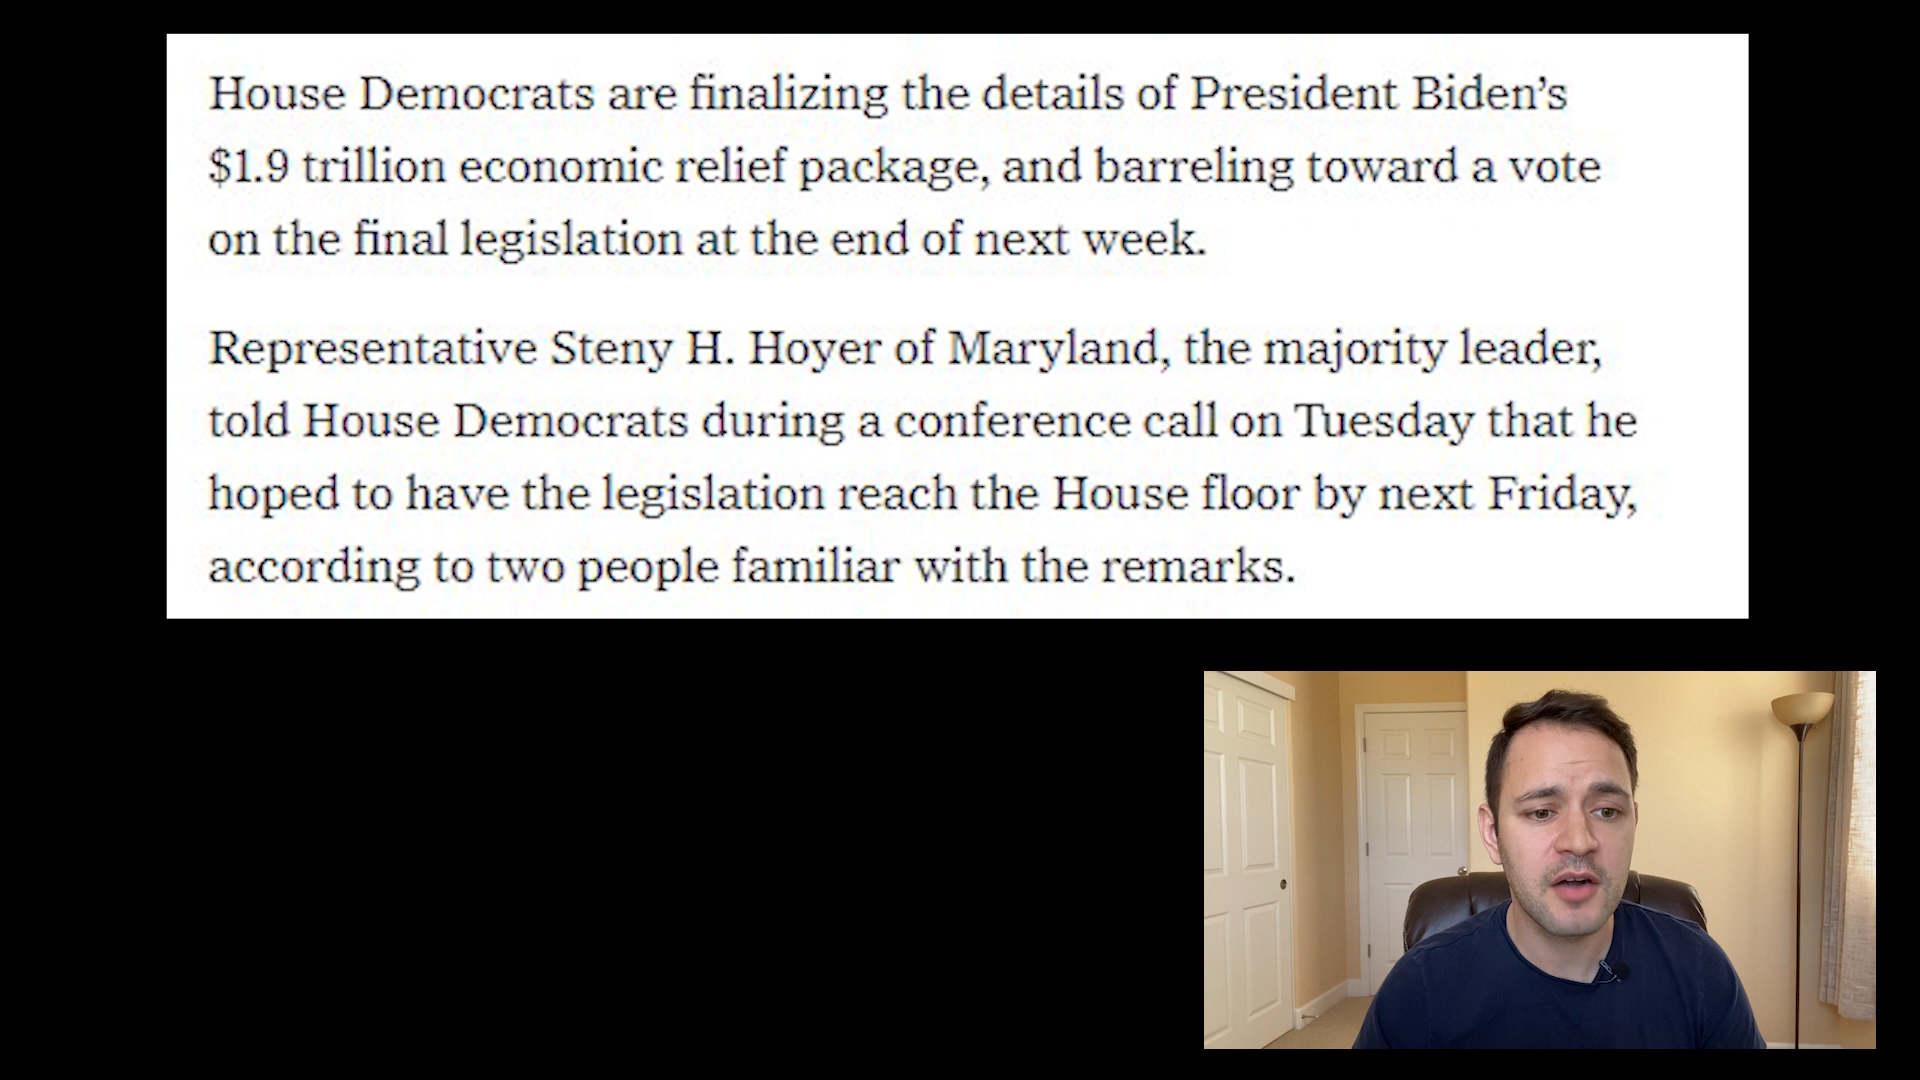 House Democrats are finalizing the details of President Biden’s
$1.9 trillion economic relief package, and barreling toward a vote
on the final legislation at the end of next week.
Representative Steny H. Hoyer of Maryland, the majority leader,
told House Democrats during a conference call on Tuesday that he
hoped to have the legislation reach the House floor by next Friday,
according to two people familiar with the remarks.